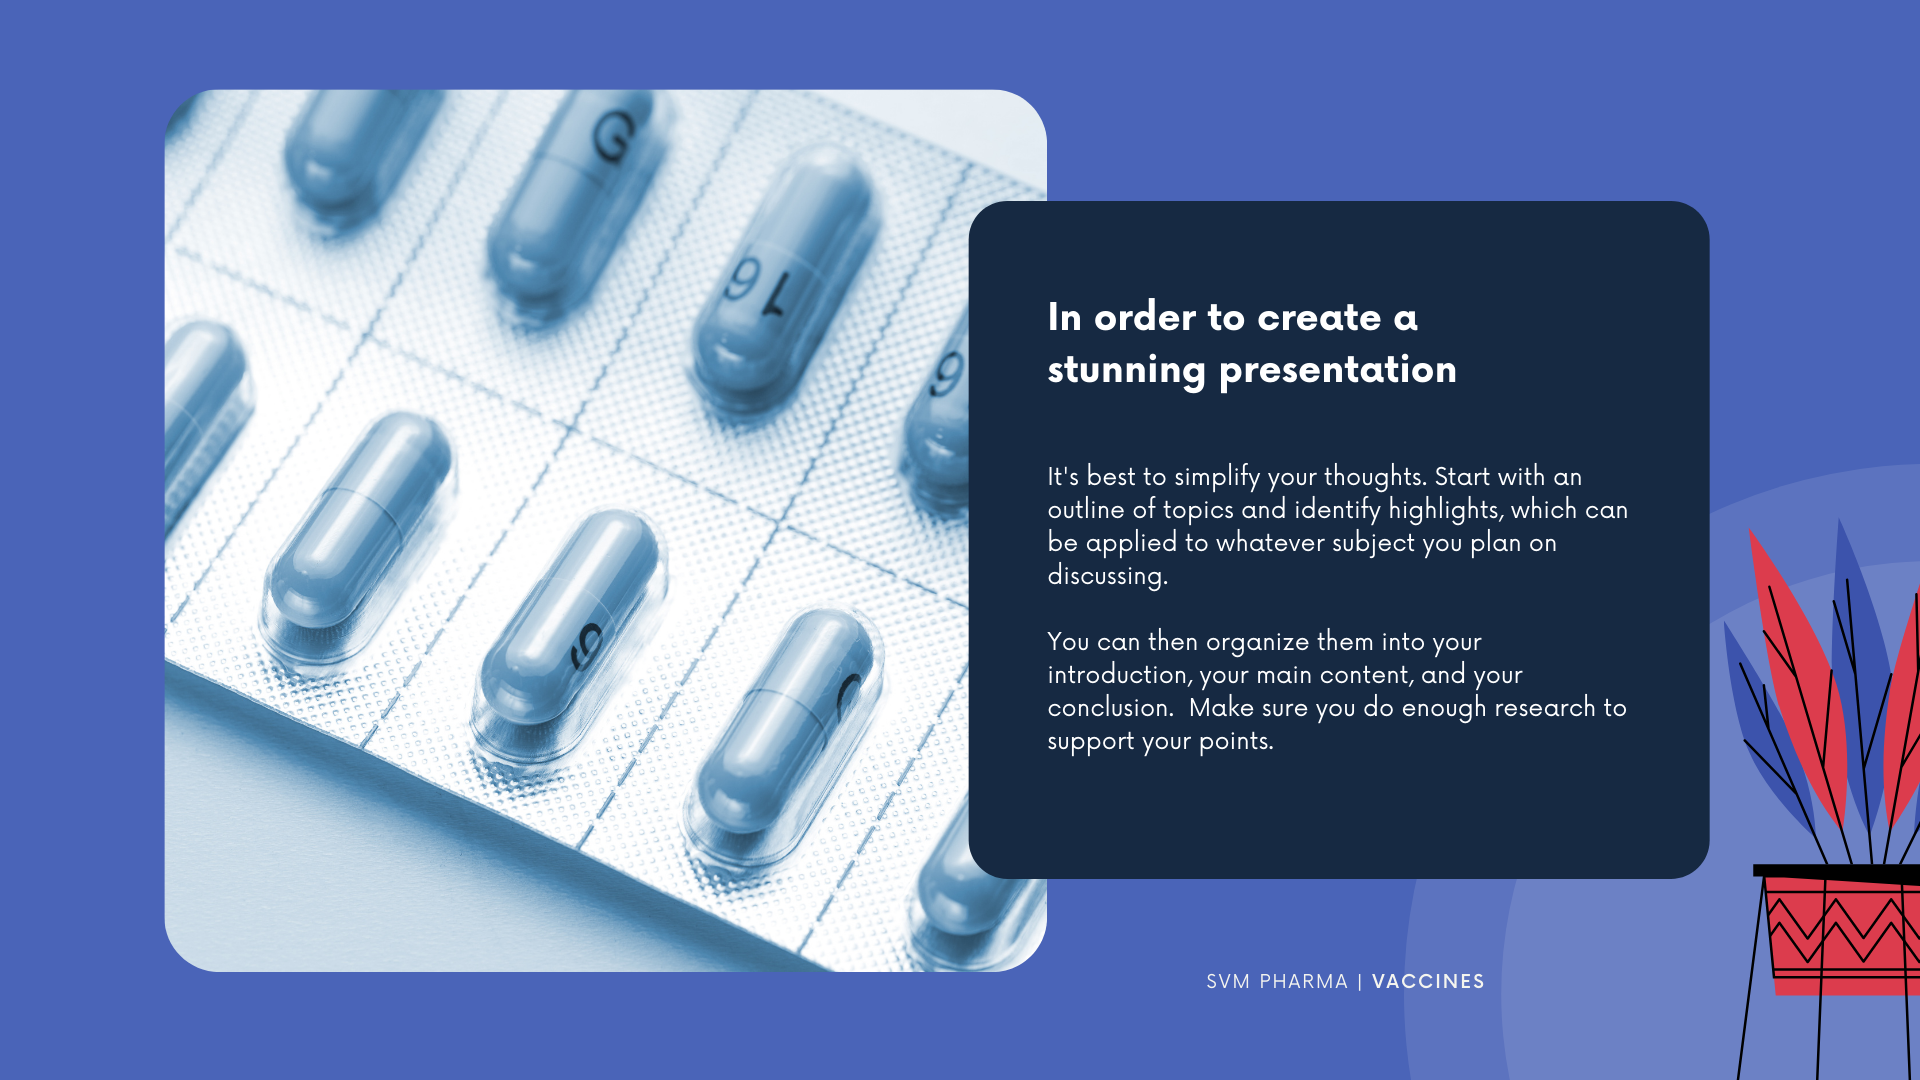 G
16
6
6
In order to create a
stunning presentation
It's best to simplify your thoughts. Start with an
outline of topics and identify highlights, which can
be applied to whatever subject you plan on
discussing.
You can then organize them into your
introduction, your main content, and your
conclusion.  Make sure you do enough research to
support your points.
SVM PHARMA | VACCINES